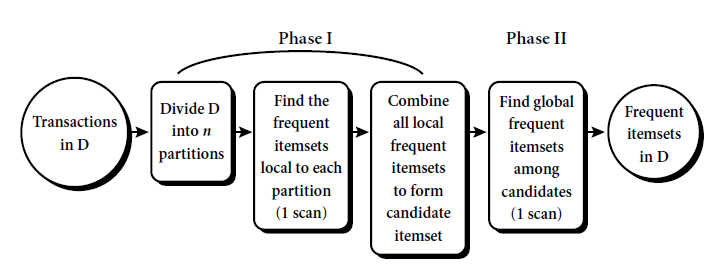 Phase I
Phase II
Transactions
in D
Divide D
into n
partitions
Find the
frequent
itemsets
local to each
partition
(1 scan)
Combine
all local
frequent
itemsets
to form
candidate
itemset
Find global
frequent
itemsets
among
candidates
(1 scan)
Frequent
itemsets
in D